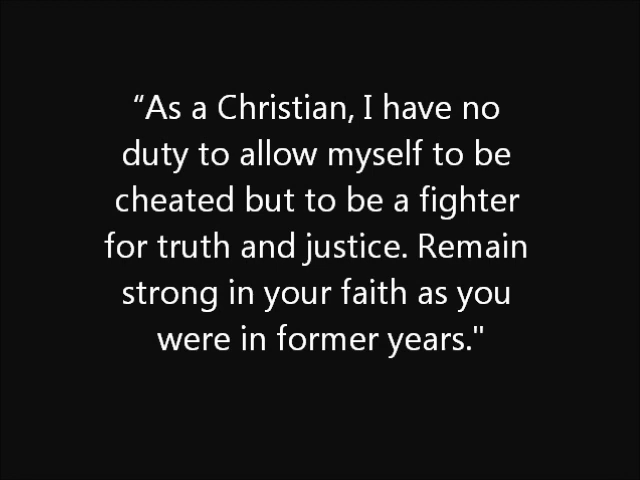 “As a Christian, I have no
duty to allow myself to be
cheated but to be a fighter
for truth and justice. Remain
strong in your faith as you
were in former years."